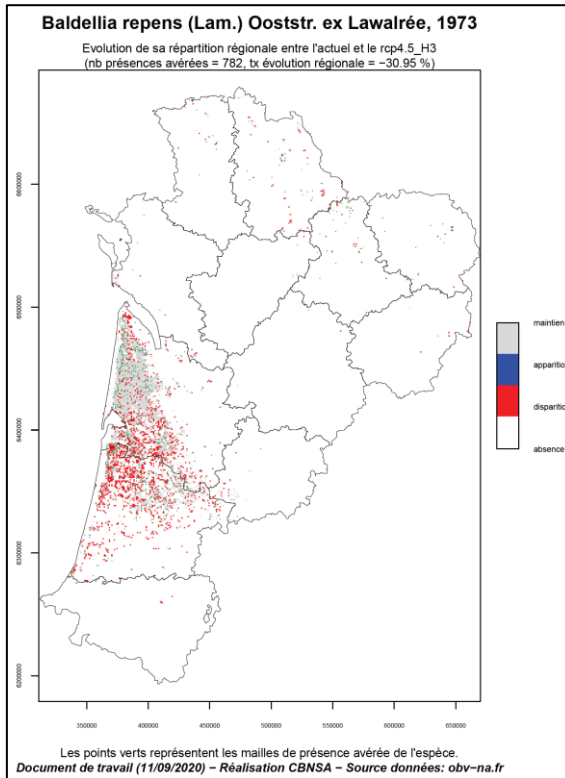 Baldellia repens (Lam.) Ooststr. ex Lawalrée, 1973
Evolution de sa répartition régionale entre l'actuel et le rcp4.5_H3
(nb présences avérées = 782, tx évolution régionale = −30.95 %)
maintien
apparitio
disparitio
absence
6200000
6300000
6400000
6500000
6600000
350000
400000
450000
500000
550000
600000
650000
Les points verts représentent les mailles de présence avérée de l'espèce.
Document de travail (11/09/2020) − Réalisation CBNSA − Source données: obv−na.fr